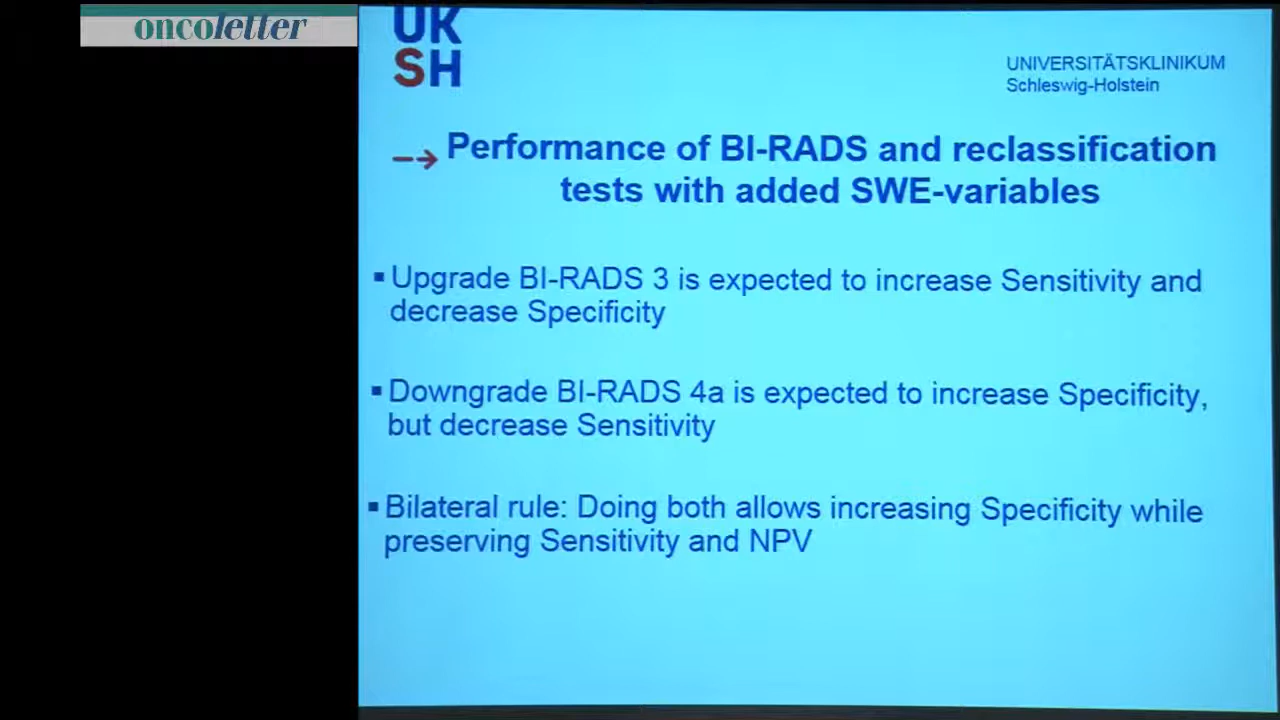 oncoletter
UK
SH
UNIVERSITÄTSKLINIKUM
Schleswig-Holstein
Performance of BI-RADS and reclassification
tests with added SWE-variables
▪ Upgrade BI-RADS 3 is expected to increase Sensitivity and
decrease Specificity
▪ Downgrade BI-RADS 4a is expected to increase Specificity,
but decrease Sensitivity
▪ Bilateral rule: Doing both allows increasing Specificity while
preserving Sensitivity and NPV